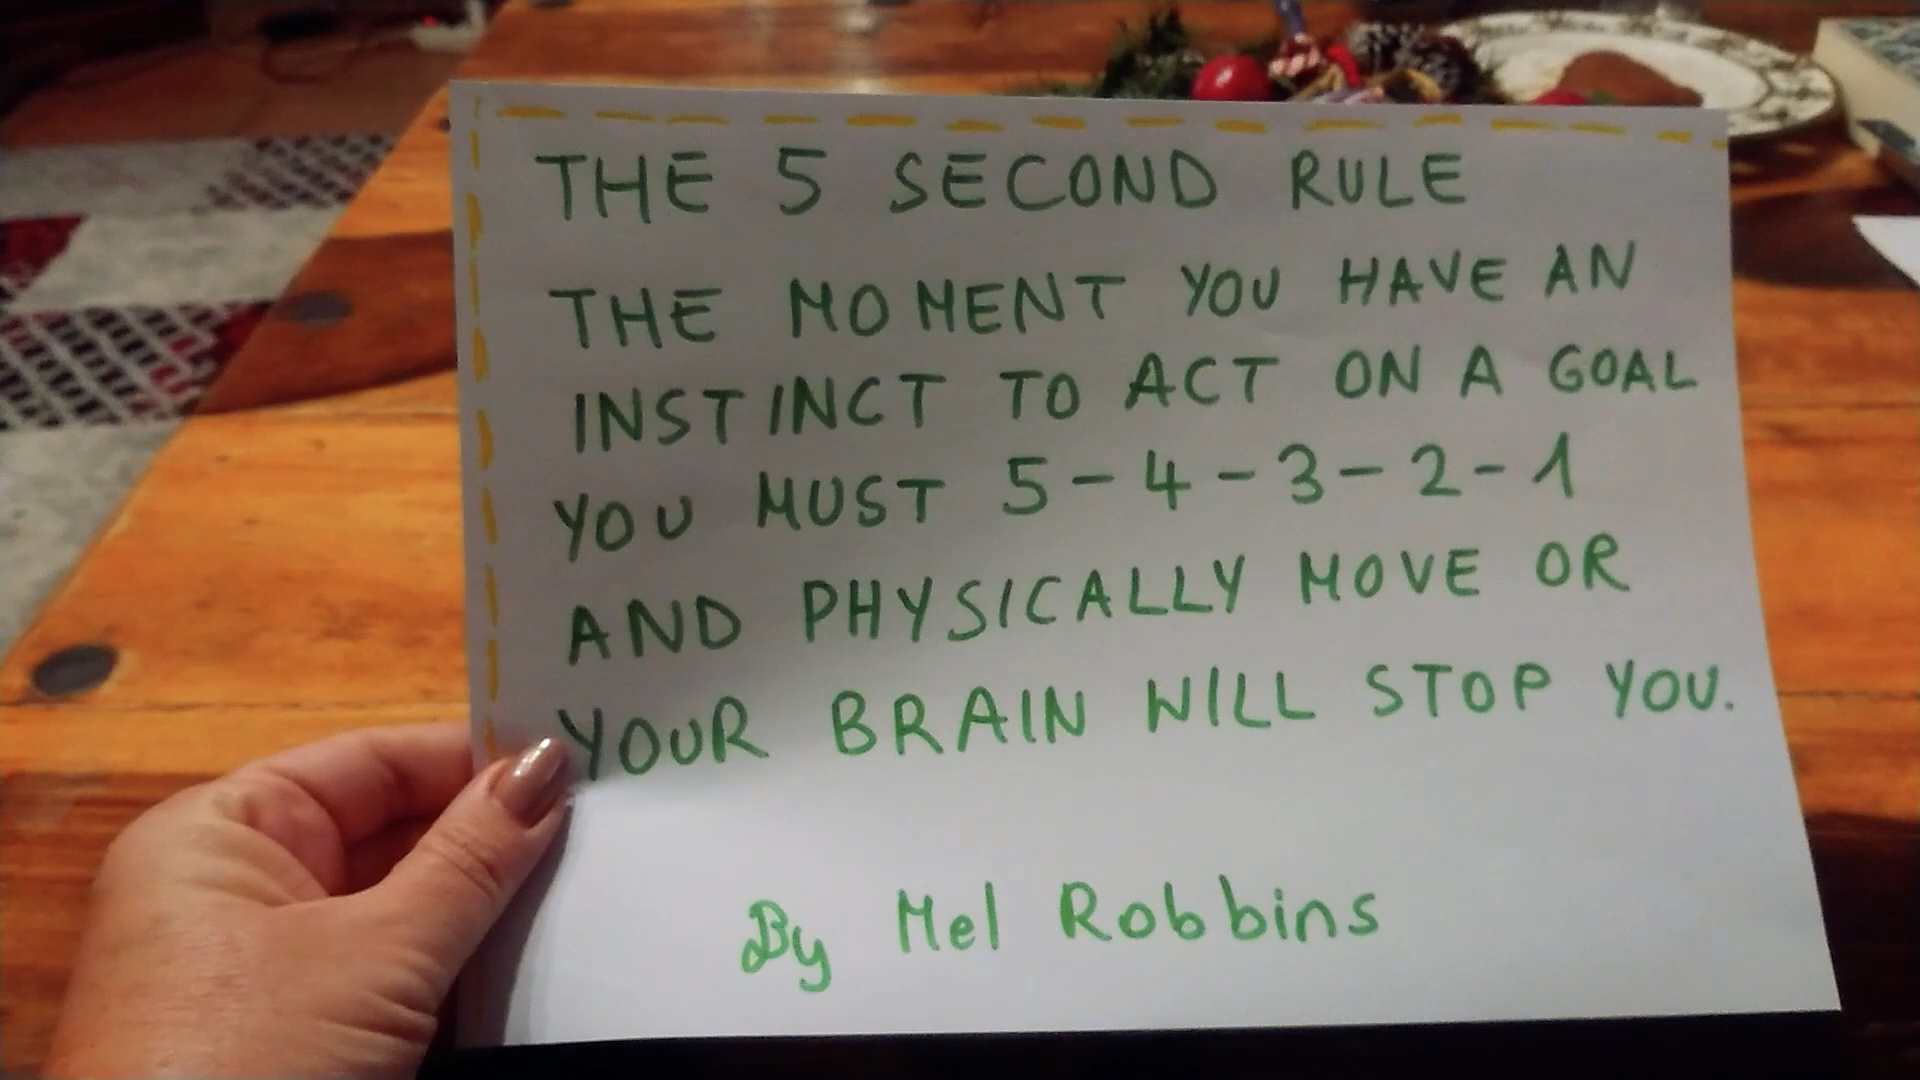 THE 5 SECOND RULE
THE MOMENT YOU HAVE AN
INSTINCT TO ACT ON A GOAL
YOU MUST 5-4-3-2-1
AND PHYSICALLY MOVE OR
YOUR BRAIN WILL STOP YOU.
By Mel Robbins